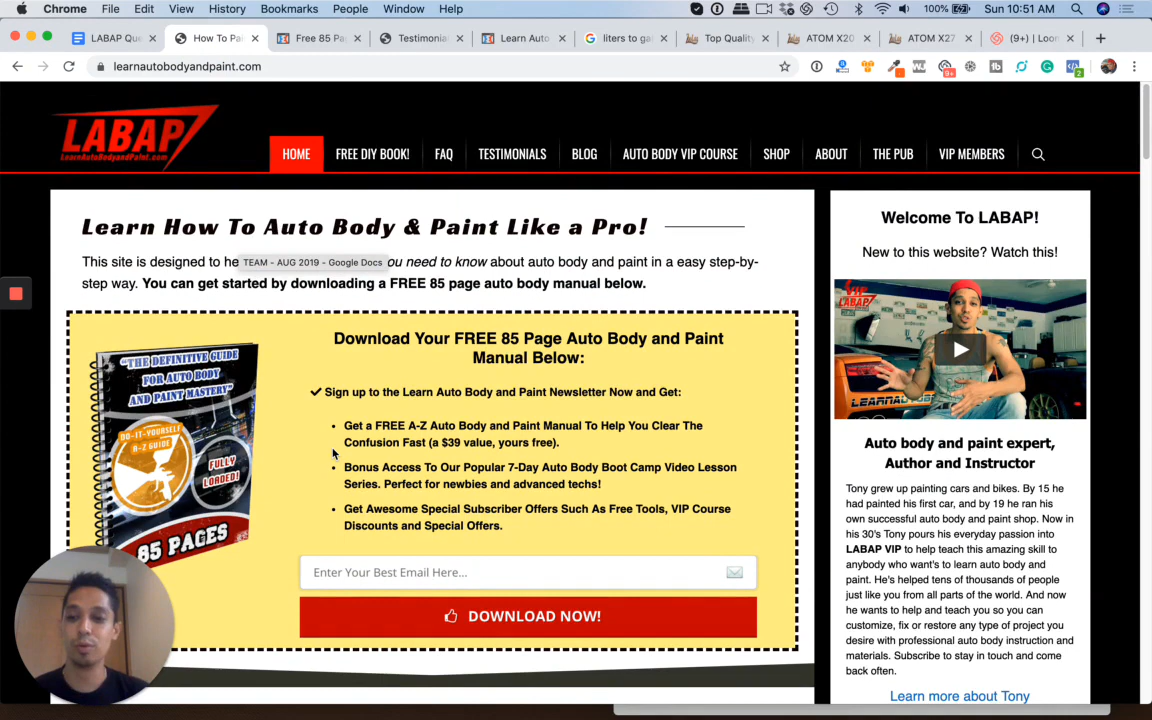 Chrome File Edit View History Bookmarks People Window Help 100% Sun 10:51 AM
LABAP Que How To Pai Free 85 Pa Testimonia Learn Auto liters to ga Top Quality ATOM X20 ATOM X27 (9+) | Loon
learnautobodyandpaint.com 9+ 2
LABAP
LearnAutoBodyandPaint.com
HOME FREE DIY BOOK! FAQ TESTIMONIALS BLOG AUTO BODY VIP COURSE SHOP ABOUT THE PUB VIP MEMBERS
Learn How To Auto Body & Paint Like a Pro!
This site is designed to he TEAM - AUG 2019 - Google Docs ou need to know about auto body and paint in a easy step-by-
step way. You can get started by downloading a FREE 85 page auto body manual below.
Download Your FREE 85 Page Auto Body and Paint
Manual Below:
Sign up to the Learn Auto Body and Paint Newsletter Now and Get:
• Get a FREE A-Z Auto Body and Paint Manual To Help You Clear The
Confusion Fast (a $39 value, yours free).
• Bonus Access To Our Popular 7-Day Auto Body Boot Camp Video Lesson
Series. Perfect for newbies and advanced techs!
• Get Awesome Special Subscriber Offers Such As Free Tools, VIP Course
Discounts and Special Offers.
Enter Your Best Email Here...
DOWNLOAD NOW!
"THE DEFINITIVE GUIDE
FOR AUTO BODY
AND PAINT MASTERY"
DO-IT-YOURSELF
A-Z GUIDE
FULLY
LOADED!
85 PAGES
Welcome To LABAP!
New to this website? Watch this!
VIP
LABAP
Auto body and paint expert,
Author and Instructor
Tony grew up painting cars and bikes. By 15 he
had painted his first car, and by 19 he ran his
own successful auto body and paint shop. Now in
his 30's Tony pours his everyday passion into
LABAP VIP to help teach this amazing skill to
anybody who want's to learn auto body and
paint. He's helped tens of thousands of people
just like you from all parts of the world. And now
he wants to help and teach you so you can
customize, fix or restore any type of project you
desire with professional auto body instruction and
materials. Subscribe to stay in touch and come
back often.
Learn more about Tony